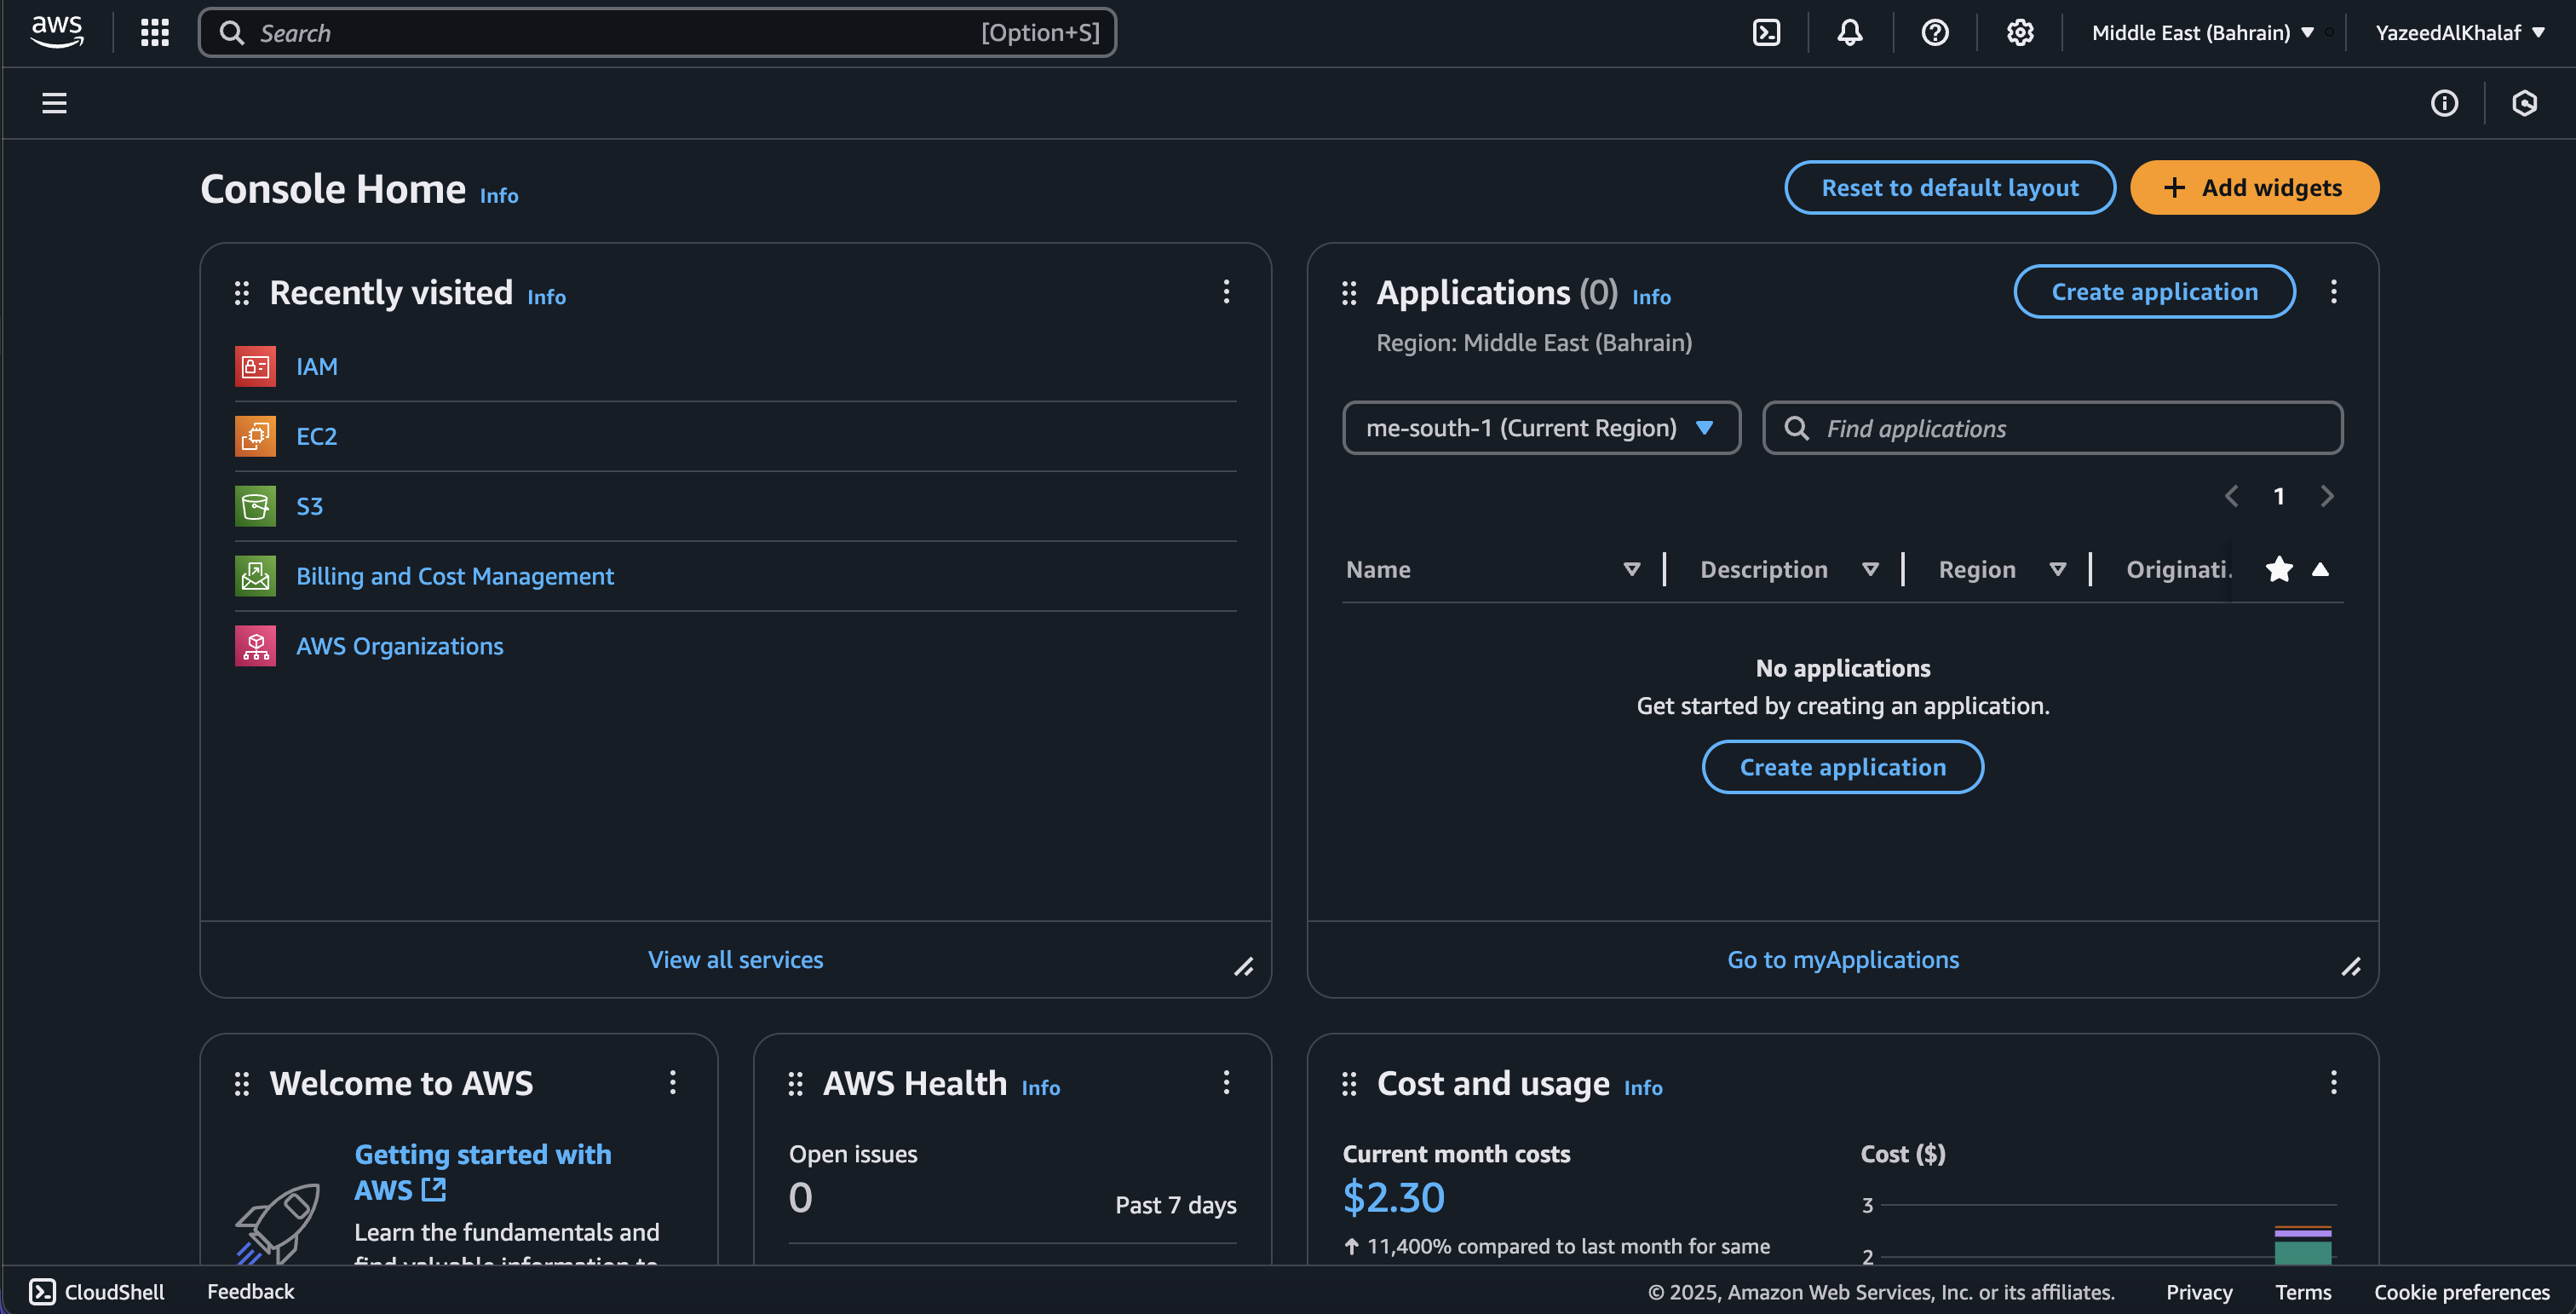 aws
Search [Option+S]
Middle East (Bahrain)
YazeedAlKhalaf
Console Home Info
Reset to default layout
Add widgets
Recently visited Info
IAM
EC2
S3
Billing and Cost Management
AWS Organizations
View all services
Applications (0) Info
Create application
Region: Middle East (Bahrain)
me-south-1 (Current Region)
Find applications
1
Name Description Region Originati.
No applications
Get started by creating an application.
Create application
Go to myApplications
Welcome to AWS
Getting started with
AWS
Learn the fundamentals and
find valuable information to
AWS Health Info
Open issues
0
Past 7 days
Cost and usage Info
Current month costs
$2.30
11,400% compared to last month for same
Cost ($)
3
2
CloudShell
Feedback
© 2025, Amazon Web Services, Inc. or its affiliates.
Privacy
Terms
Cookie preferences